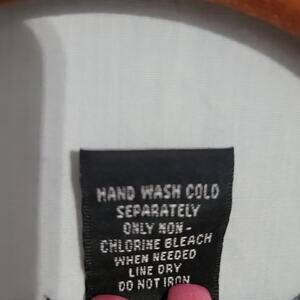 HAND WASH COLD
SEPARATELY
ONLY NON -
CHLORINE BLEACH
WHEN NEEDED
LINE DRY
DO NOT IRON